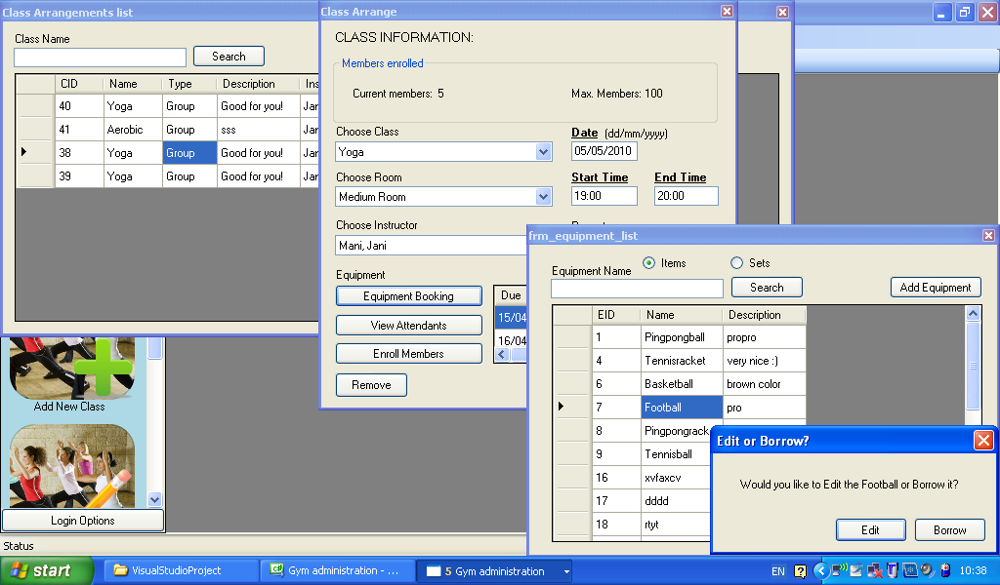 Class Arrangements list
Class Name
Search
CID Name Type Description Ins
40 Yoga Group Good for you! Jar
41 Aerobic Group sss Jar
38 Yoga Group Good for you! Jar
39 Yoga Group Good for you! Jar
Add New Class
Login Options
Status
Class Arrange
CLASS INFORMATION:
Members enrolled
Current members: 5 Max. Members: 100
Choose Class
Yoga
Date (dd/mm/yyyy)
05/05/2010
Choose Room
Medium Room
Start Time End Time
19:00 20:00
Choose Instructor
Mani, Jani
Equipment
Equipment Booking
View Attendants
Enroll Members
Remove
Due
15/04
16/04
frm_equipment_list
Equipment Name
Items Sets
Search
Add Equipment
EID Name Description
1 Pingpongball propro
4 Tennisracket very nice :)
6 Basketball brown color
7 Football pro
8 Pingpongrack
9 Tennisball
16 xvfaxcv
17 dddd
18 rtyt
Edit or Borrow?
Would you like to Edit the Football or Borrow it?
Edit Borrow
start VisualStudioProject Gym administration - ... 5 Gym administration EN 10:38